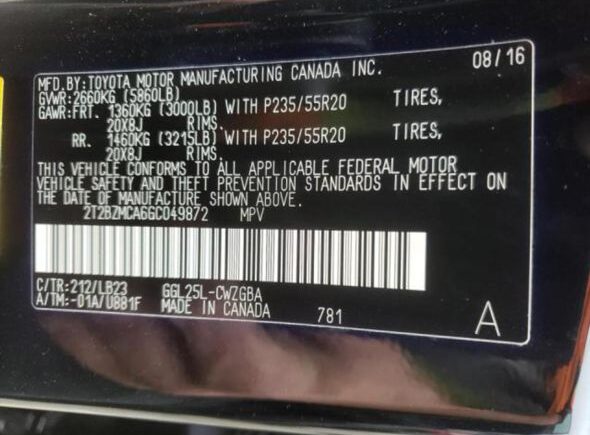 08/16
MFD.BY:TOYOTA MOTOR MANUFACTURING CANADA INC.
GVWR:2660KG (5860LB)
GAWR:FRT. 1360KG (3000LB) WITH P235/55R20 TIRES,
20X8J RIMS.
RR. 1460KG (3215LB) WITH P235/55R20 TIRES,
20X8J RIMS.
THIS VEHICLE CONFORMS TO ALL APPLICABLE FEDERAL MOTOR
VEHICLE SAFETY AND THEFT PREVENTION STANDARDS IN EFFECT ON
THE DATE OF MANUFACTURE SHOWN ABOVE.
2T2BZMCA6GC049872 MPV
C/TR:212/LB23 GGL25L-CWZGBA
A/TM:-01A/U881F MADE IN CANADA 781 A